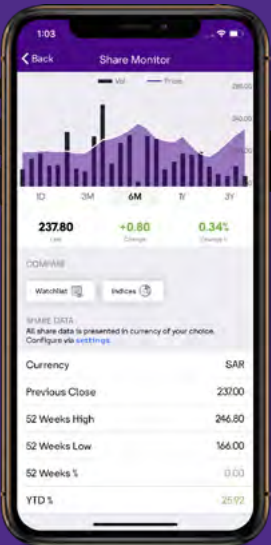 1:03
Back
Share Monitor
Vol
Price
1D 3M 6M 1Y 3Y
237.80 +0.80 0.34%
Last Change Change %
COMPARE
Watchlist Indices
SHARE DATA
All share data is presented in currency of your choice.
Configure via settings.
Currency SAR
Previous Close 237.00
52 Weeks High 246.80
52 Weeks Low 166.00
52 Weeks % 0.00
YTD % 25.92